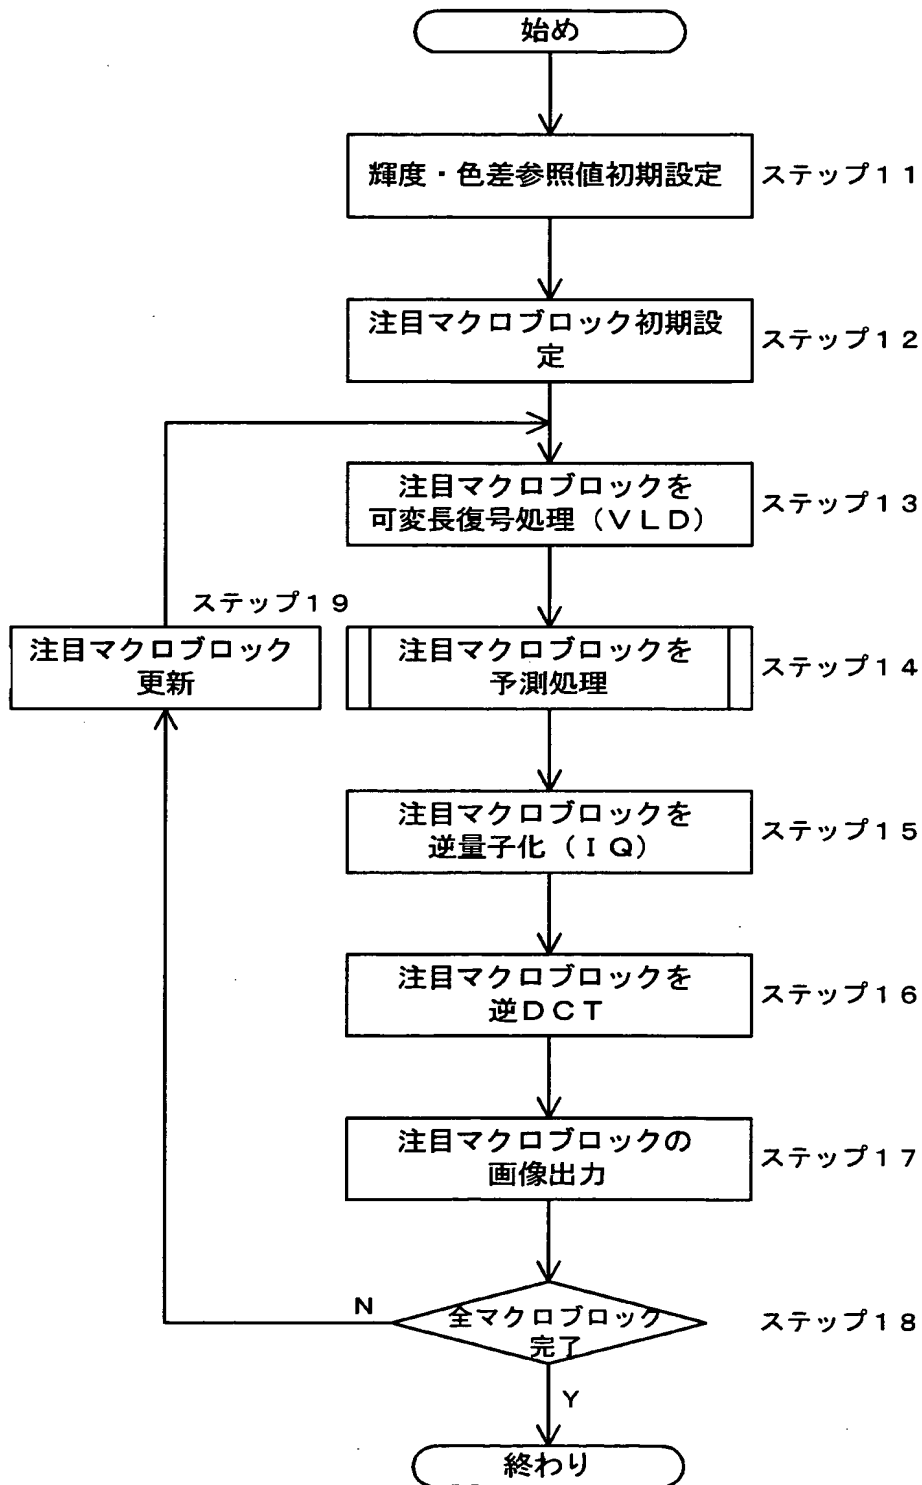 始め
輝度・色差参照値初期設定
ステップ11
注目マクロブロック初期設
定
ステップ12
注目マクロブロックを
可変長復号処理(VLD)
ステップ13
ステップ19
注目マクロブロック
更新
注目マクロブロックを
予測処理
ステップ14
注目マクロブロックを
逆量子化(IQ)
ステップ15
注目マクロブロックを
逆DCT
ステップ16
注目マクロブロックの
画像出力
ステップ17
N
全マクロブロック
完了
ステップ18
Y
終わり